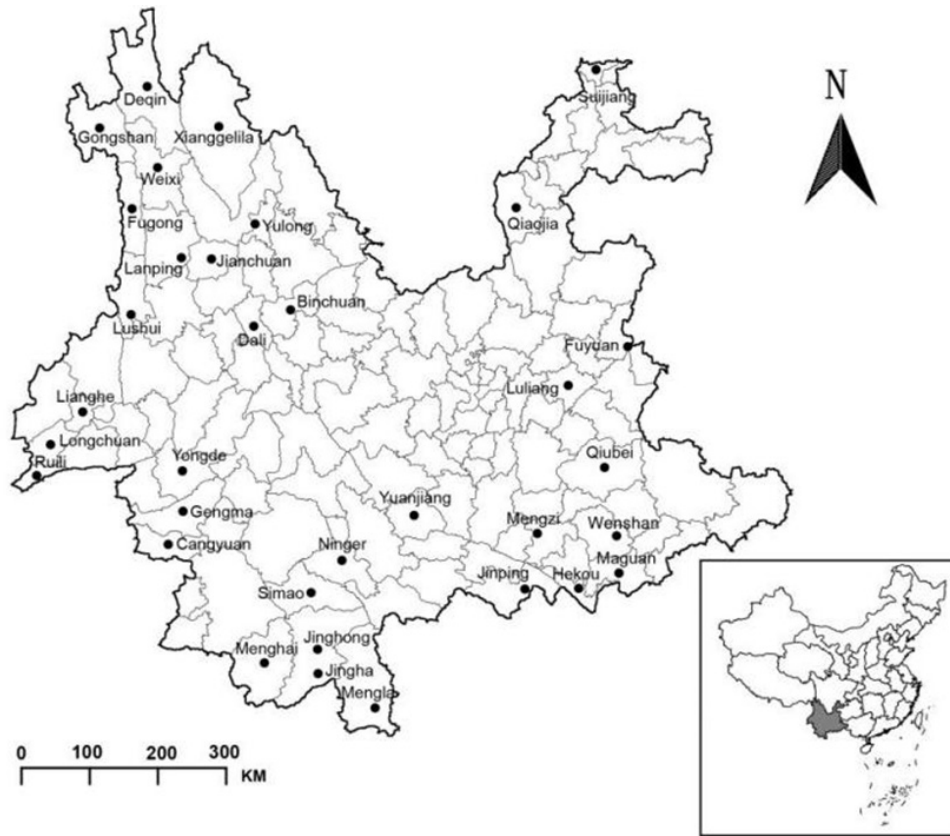 Suijiang
N
Deqin
Gongshan
Xianggelila
Weixi
Fugong
Yulong
Qiaojia
Lanping
Jianchuan
Binchuan
Lushui
Dali
Fuyuan
Luliang
Lianghe
Longchuan
Ruili
Yongde
Qiubei
Yuanjiang
Gengma
Mengzi
Wenshan
Cangyuan
Ninger
Maguan
Jinping
Hekou
Simao
Jinghong
Menghai
Jingha
Mengla
0 100 200 300
KM